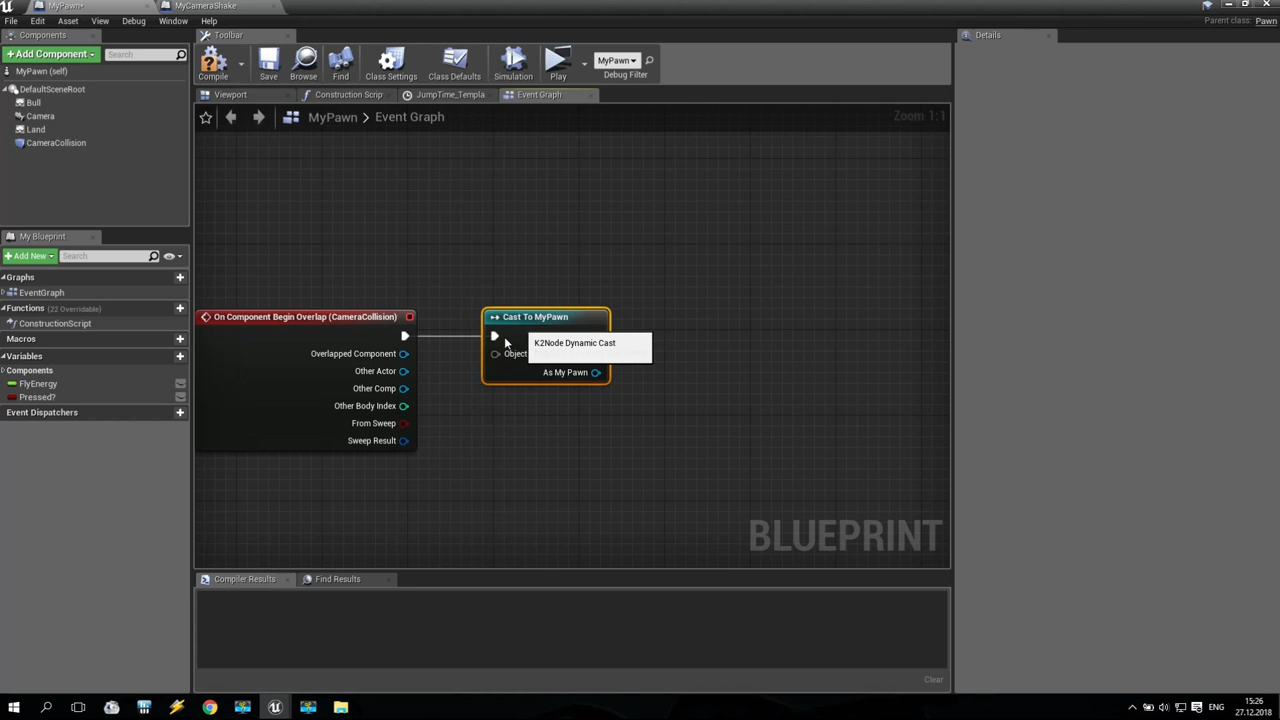 MyPawn*
MyCameraShake
File Edit Asset View Debug Window Help
Parent class: Pawn
Components
Toolbar
Details
+Add Component
Search
MyPawn (self)
Compile
Save
Browse
Find
Class Settings
Class Defaults
Simulation
Play
MyPawn
Debug Filter
DefaultSceneRoot
Bull
Camera
Land
CameraCollision
Viewport
Construction Scrip
JumpTime_Templa
Event Graph
MyPawn > Event Graph
Zoom 1:1
My Blueprint
+Add New
Search
Graphs
EventGraph
Functions (22 Overridable)
ConstructionScript
Macros
Variables
Components
FlyEnergy
Pressed?
Event Dispatchers
On Component Begin Overlap (CameraCollision)
Overlapped Component
Other Actor
Other Comp
Other Body Index
From Sweep
Sweep Result
Cast To MyPawn
Object
As My Pawn
K2Node Dynamic Cast
BLUEPRINT
Compiler Results
Find Results
Clear
ENG
15:26
27.12.2018